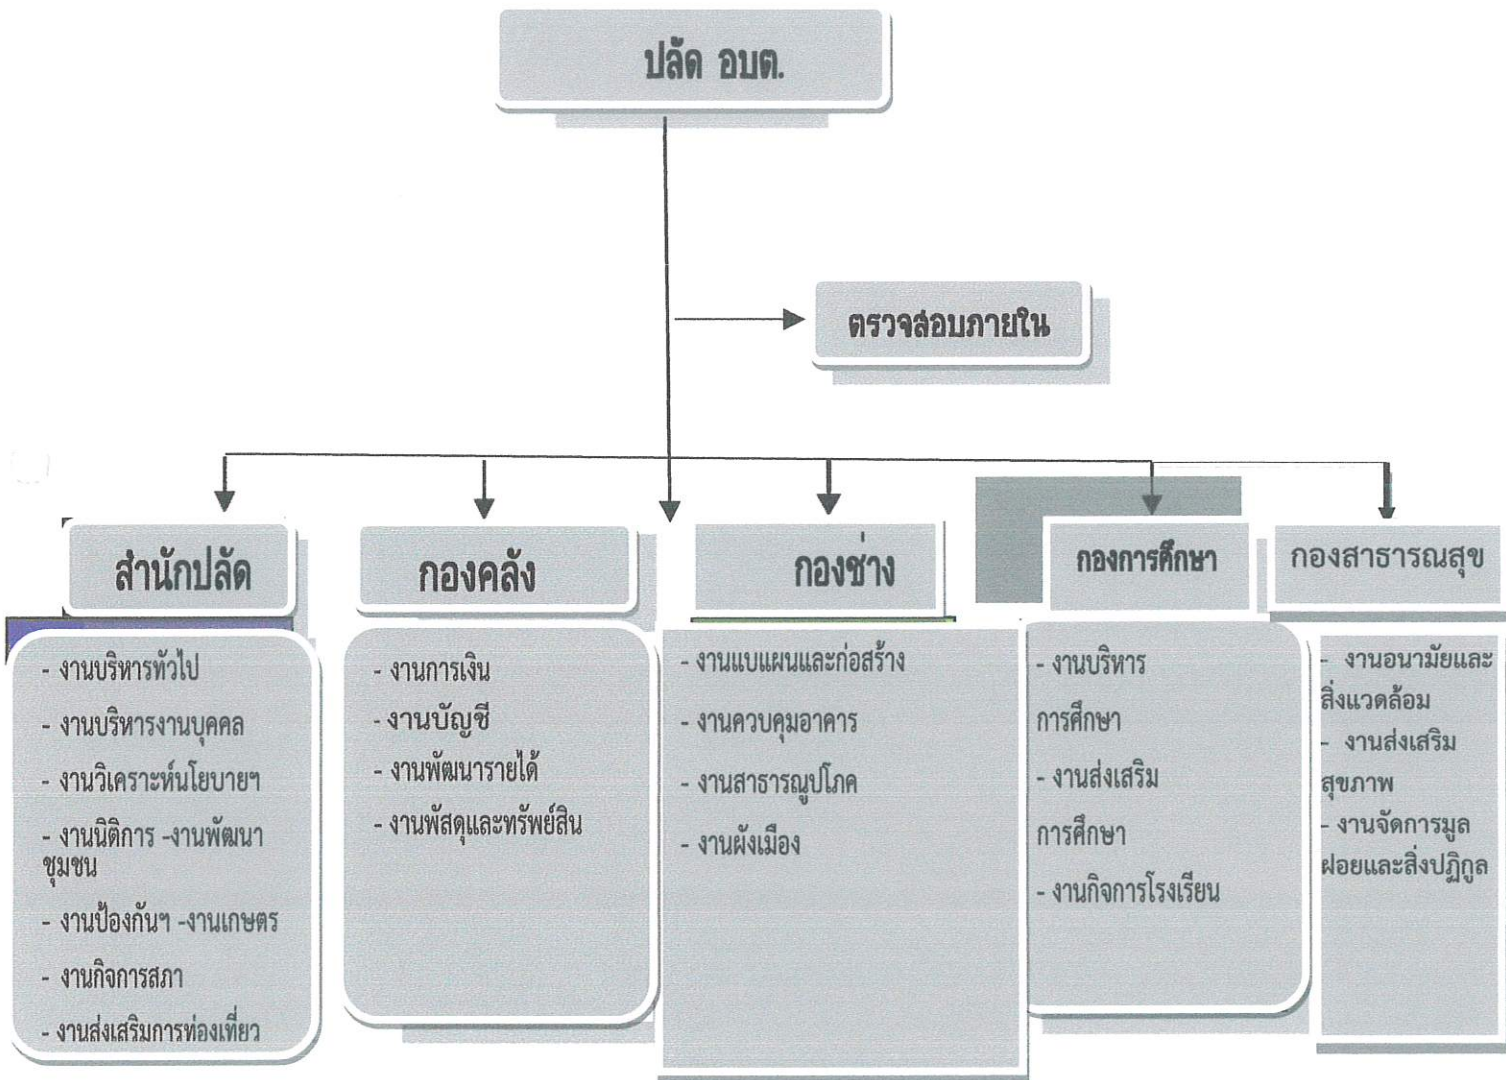 ปลัด อบต.
ตรวจสอบภายใน
สำนักปลัด
- งานบริหารทั่วไป
- งานบริหารงานบุคคล
- งานวิเคราะห์นโยบายฯ
- งานนิติการ -งานพัฒนา
ชุมชน
- งานป้องกันฯ -งานเกษตร
- งานกิจการสภา
- งานส่งเสริมการท่องเที่ยว
กองคลัง
- งานการเงิน
- งานบัญชี
- งานพัฒนารายได้
- งานพัสดุและทรัพย์สิน
กองช่าง
- งานแบแผนและก่อสร้าง
- งานควบคุมอาคาร
- งานสาธารณูปโภค
- งานผังเมือง
กองการศึกษา
- งานบริหาร
การศึกษา
- งานส่งเสริม
การศึกษา
- งานกิจการโรงเรียน
กองสาธารณสุข
- งานอนามัยและ
สิ่งแวดล้อม
- งานส่งเสริม
สุขภาพ
- งานจัดการมูล
ฝอยและสิ่งปฏิกูล